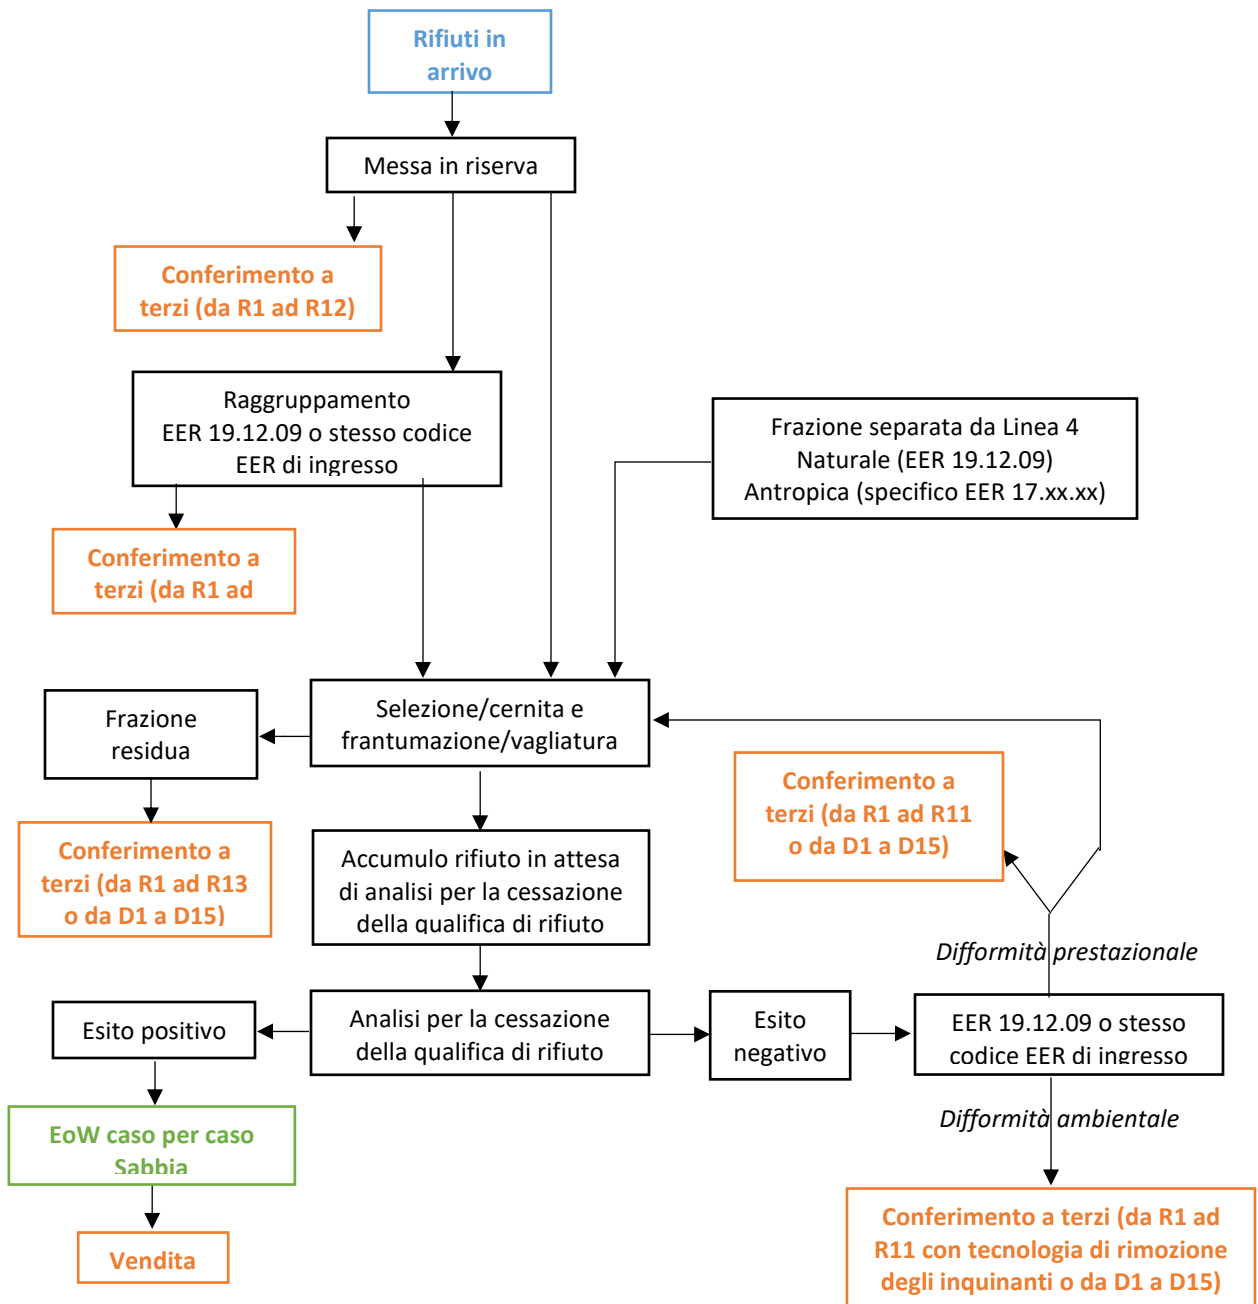 Rifiuti in
arrivo
Messa in riserva
Conferimento a
terzi (da R1 ad R12)
Raggruppamento
EER 19.12.09 o stesso codice
EER di ingresso
Frazione separata da Linea 4
Naturale (EER 19.12.09)
Antropica (specifico EER 17.xx.xx)
Conferimento a
terzi (da R1 ad
Selezione/cernita e
frantumazione/vagliatura
Frazione
residua
Conferimento a
terzi (da R1 ad R11
o da D1 a D15)
Conferimento a
terzi (da R1 ad R13
o da D1 a D15)
Accumulo rifiuto in attesa
di analisi per la cessazione
della qualifica di rifiuto
Difformità prestazionale
Esito positivo
Analisi per la cessazione
della qualifica di rifiuto
Esito
negativo
EER 19.12.09 o stesso
codice EER di ingresso
Difformità ambientale
EoW caso per caso
Sabbia
Vendita
Conferimento a terzi (da R1 ad
R11 con tecnologia di rimozione
degli inquinanti o da D1 a D15)